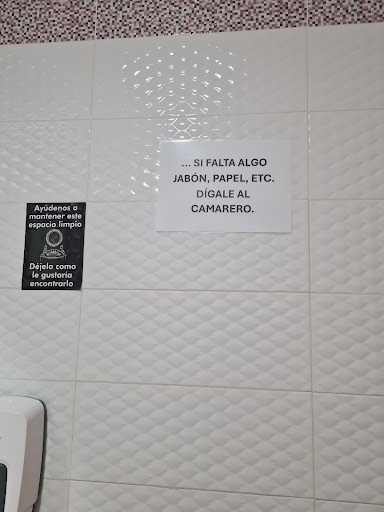 ... SI FALTA ALGO
JABÓN, PAPEL, ETC.
DÍGALE AL
CAMARERO.
Ayúdenos a
mantener este
espacio limpio
Déjelo como
le gustaría
encontrarlo